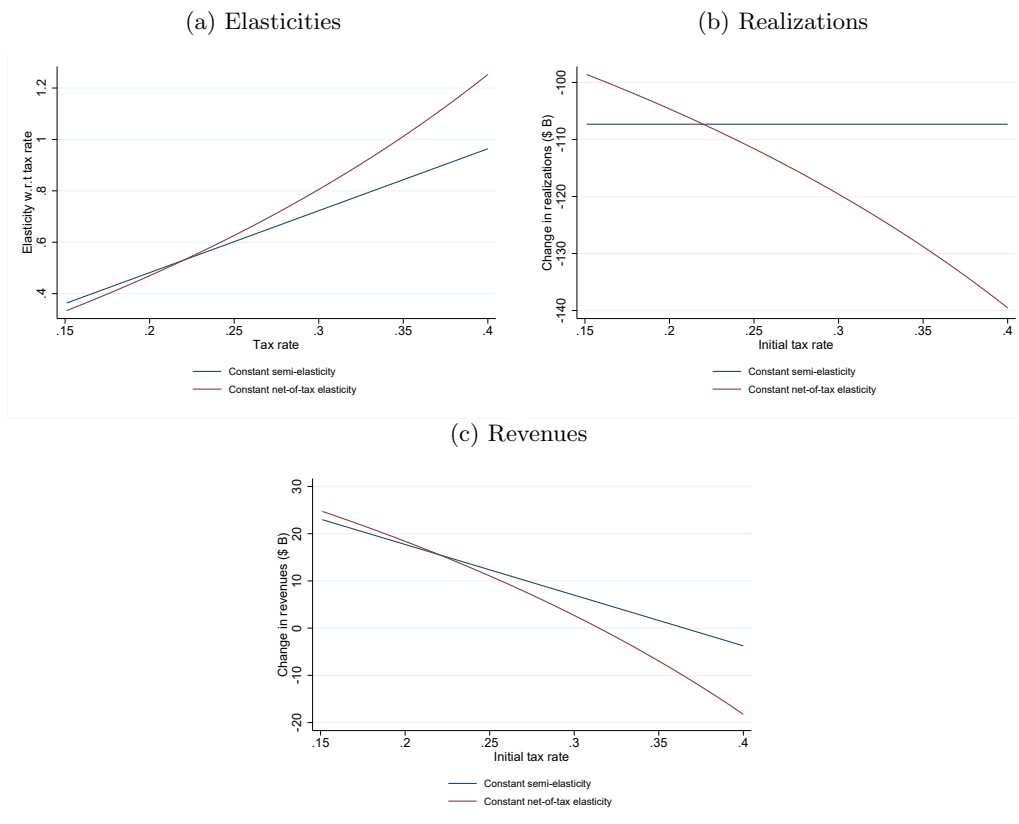 (a) Elasticities
Elasticity w.r.t tax rate
1.2
1
.8
.6
.4
.15 .2 .25 .3 .35 .4
Tax rate
Constant semi-elasticity
Constant net-of-tax elasticity
(b) Realizations
Change in realizations ($ B)
-100
-110
-120
-130
-140
.15 .2 .25 .3 .35 .4
Initial tax rate
Constant semi-elasticity
Constant net-of-tax elasticity
(c) Revenues
Change in revenues ($ B)
30
20
10
0
-10
-20
.15 .2 .25 .3 .35 .4
Initial tax rate
Constant semi-elasticity
Constant net-of-tax elasticity